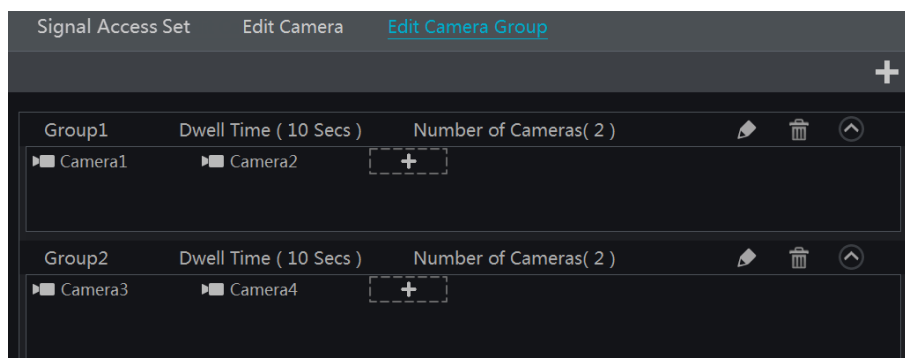 Signal Access Set Edit Camera Edit Camera Group
Group1 Dwell Time ( 10 Secs ) Number of Cameras( 2 )
Camera1 Camera2
Group2 Dwell Time ( 10 Secs ) Number of Cameras( 2 )
Camera3 Camera4